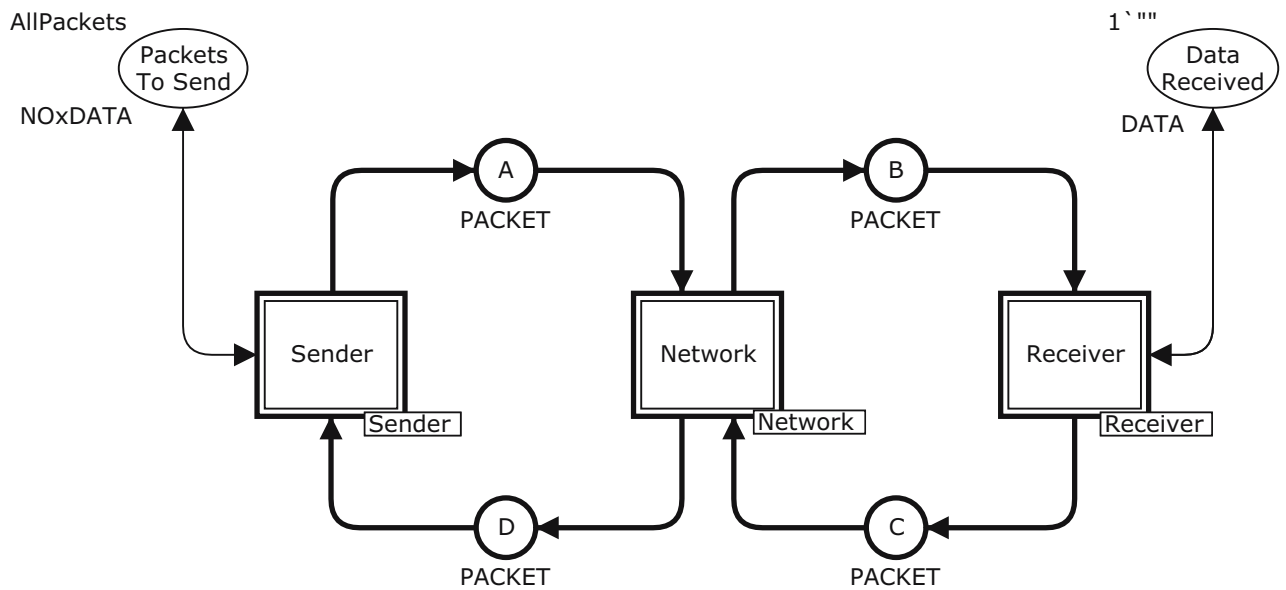 AllPackets
Packets
To Send
NOxDATA
1`""
Data
Received
DATA
A
PACKET
B
PACKET
Sender
Sender
Network
Network
Receiver
Receiver
D
PACKET
C
PACKET